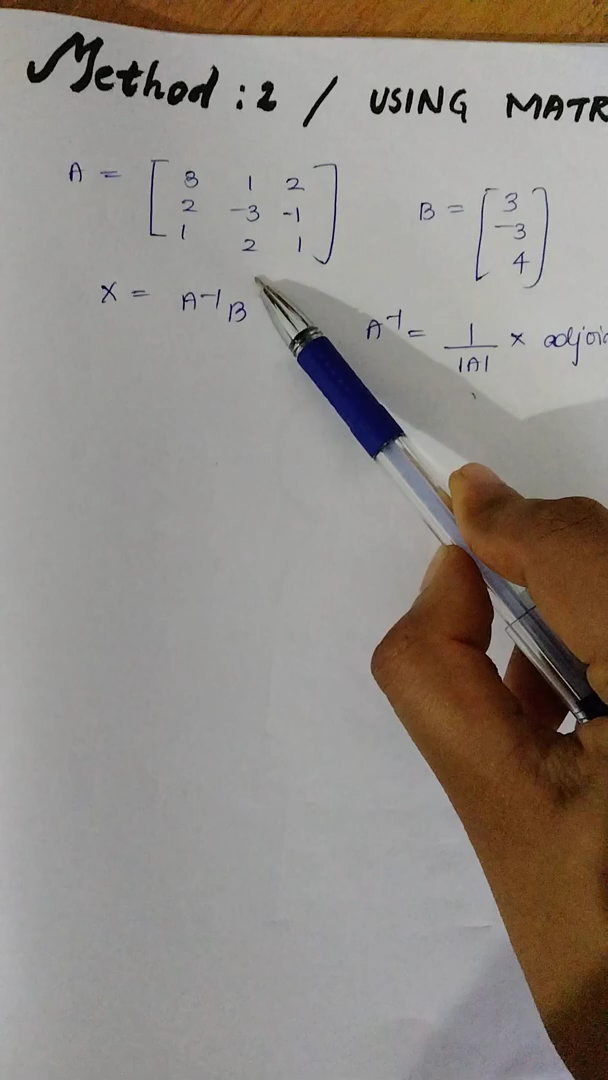 Method : 2 / USING MATR
A = [ 3 1 2
2 -3 -1
1 2 1 ]
B = [ 3
-3
4 ]
X = A⁻¹B
A⁻¹ = 1/|A| × adjoi